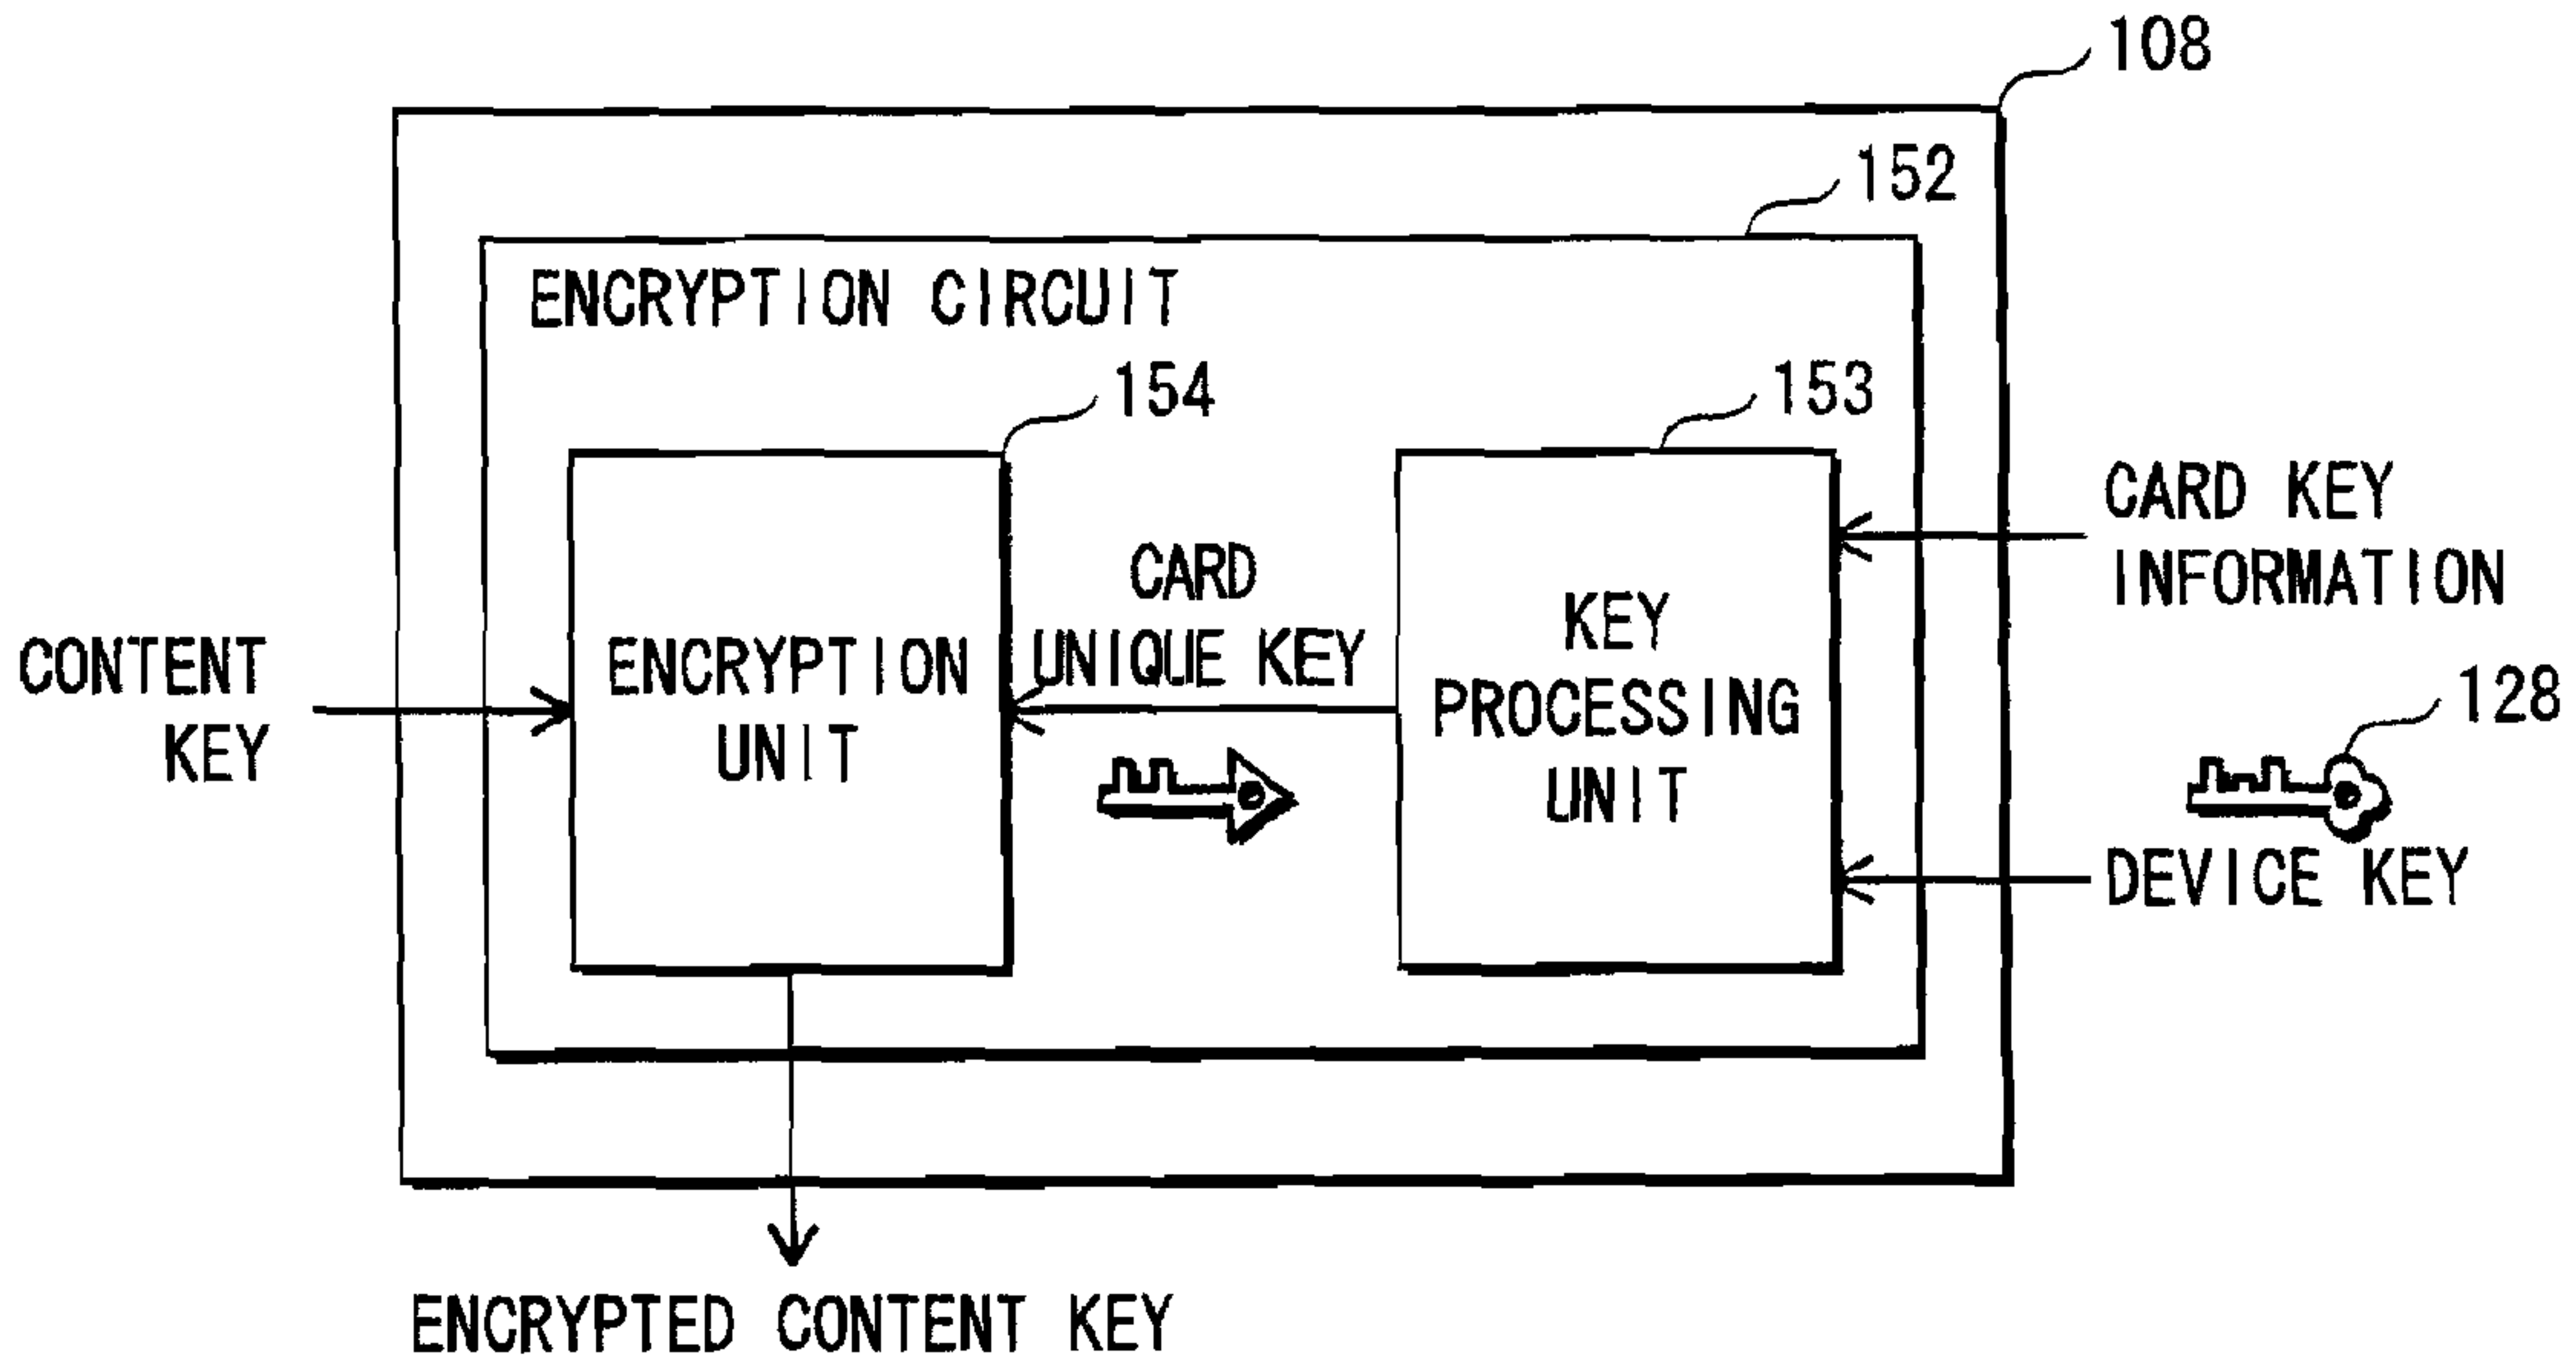 108
152
ENCRYPTION CIRCUIT
154
153
CARD KEY
INFORMATION
CARD
UNIQUE KEY
CONTENT
KEY
ENCRYPTION
UNIT
KEY
PROCESSING
UNIT
128
DEVICE KEY
ENCRYPTED CONTENT KEY